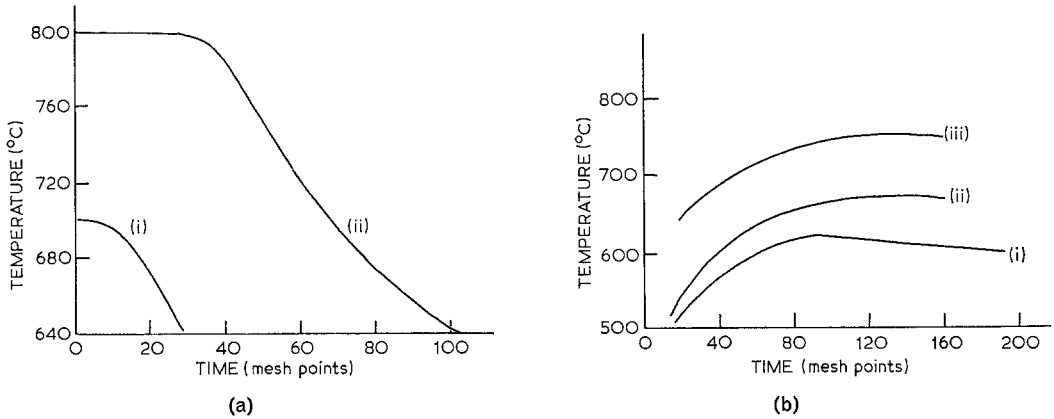 800
760
720
680
640
TEMPERATURE (°C)
(i)
(ii)
0 20 40 60 80 100
TIME (mesh points)
(a)
800
700
600
500
TEMPERATURE (°C)
(iii)
(ii)
(i)
0 40 80 120 160 200
TIME (mesh points)
(b)